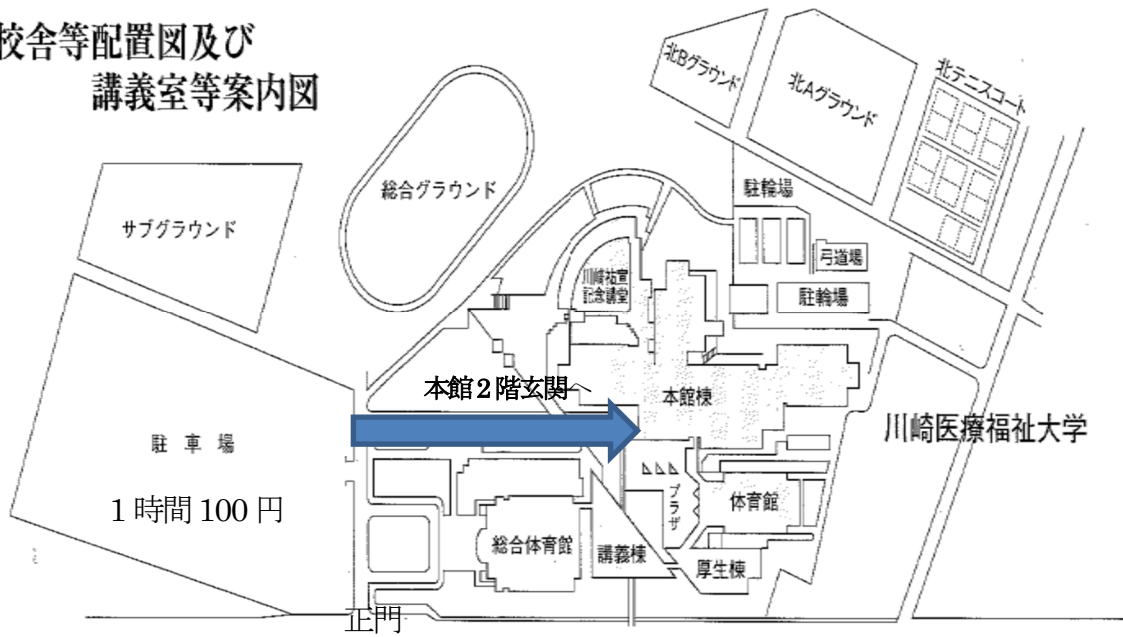 校舎等配置図及び
講義室等案内図
北Bグラウンド
北Aグラウンド
北テニスコート
総合グラウンド
サブグラウンド
駐輪場
弓道場
駐輪場
川﨑祐宣
記念講堂
本館2階玄関へ
本館棟
川崎医療福祉大学
駐 車 場
1時間100円
プラザ
体育館
総合体育館
講義棟
厚生棟
正門